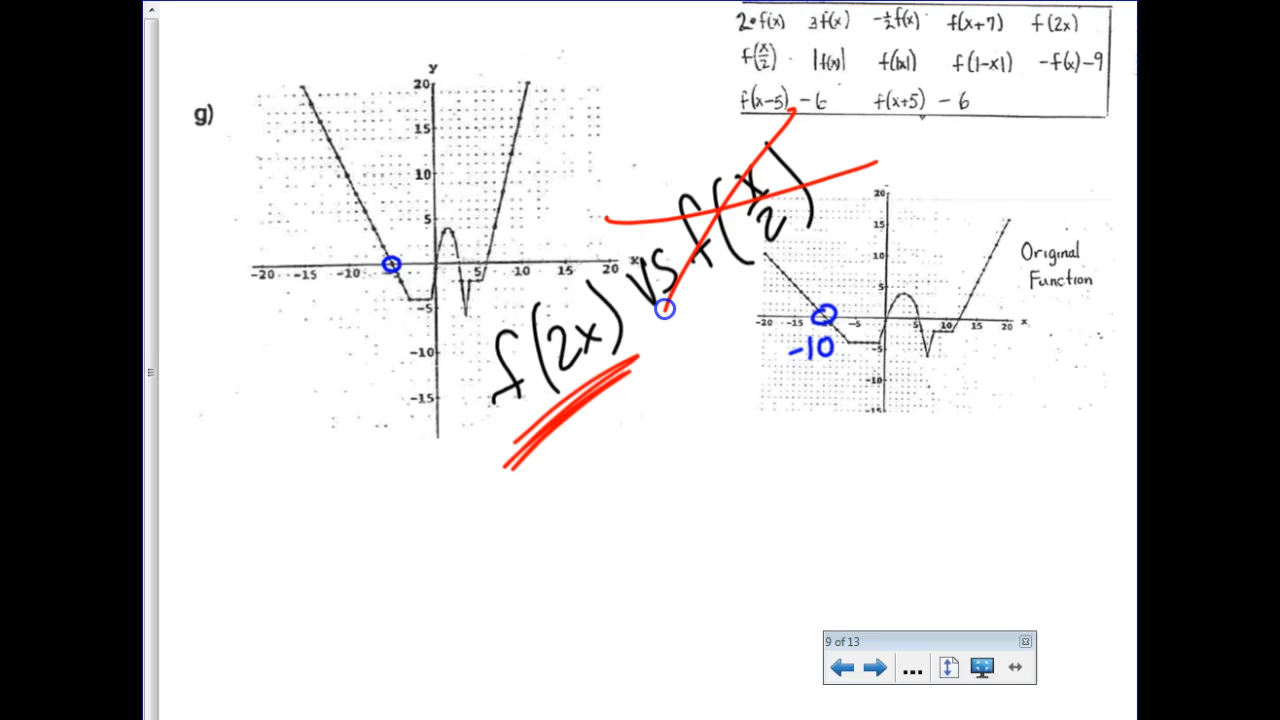 2•f(x) 3f(x) -½f(x) f(x+7) f(2x)
f(x/2) |f(x)| f(|x|) f(|-x|) -f(x)-9
f(x-5) -6 f(x+5) -6
g)
y
20
15
10
5
-20 -15 -10 5 10 15 20 x
-5
-10
-15
f(2x) vs f(x/2)
20
15
10
5
-20 -15 -5 5 10 15 20 x
-5
-10
-15
-10
Original
Function
9 of 13